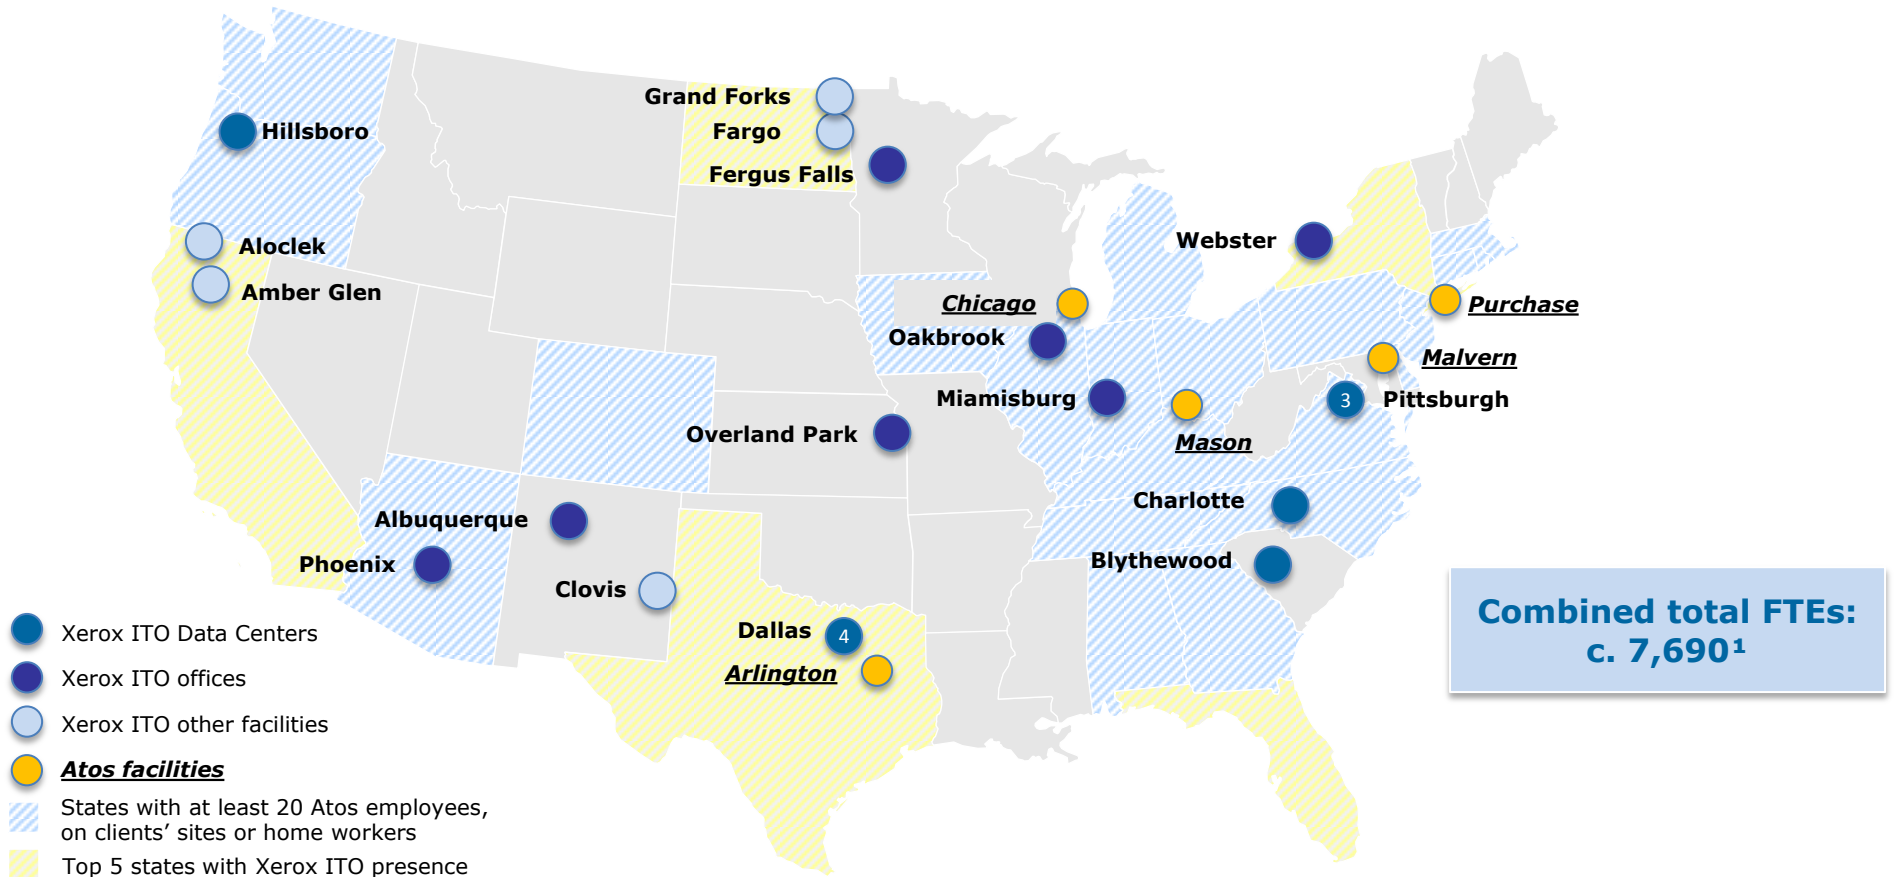 Grand Forks
Hillsboro
Fargo
Fergus Falls
Webster
Aloclek
Amber Glen
Chicago
Purchase
Oakbrook
Malvern
Miamisburg
3
Pittsburgh
Overland Park
Mason
Charlotte
Albuquerque
Phoenix
Blythewood
Clovis
Dallas
4
Arlington
Combined total FTEs:
c. 7,690¹
Xerox ITO Data Centers
Xerox ITO offices
Xerox ITO other facilities
Atos facilities
States with at least 20 Atos employees,
on clients’ sites or home workers
Top 5 states with Xerox ITO presence